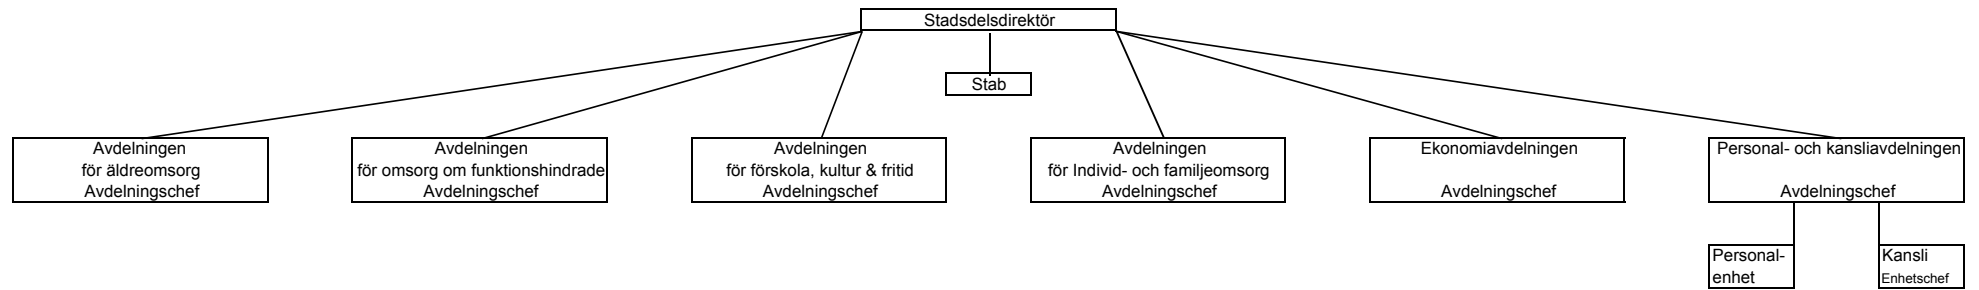 Stadsdelsdirektör
Stab
Avdelningen
för äldreomsorg
Avdelningschef
Avdelningen
för omsorg om funktionshindrade
Avdelningschef
Avdelningen
för förskola, kultur & fritid
Avdelningschef
Avdelningen
för Individ- och familjeomsorg
Avdelningschef
Ekonomiavdelningen
Avdelningschef
Personal- och kansliavdelningen
Avdelningschef
Personal-
enhet
Kansli
Enhetschef